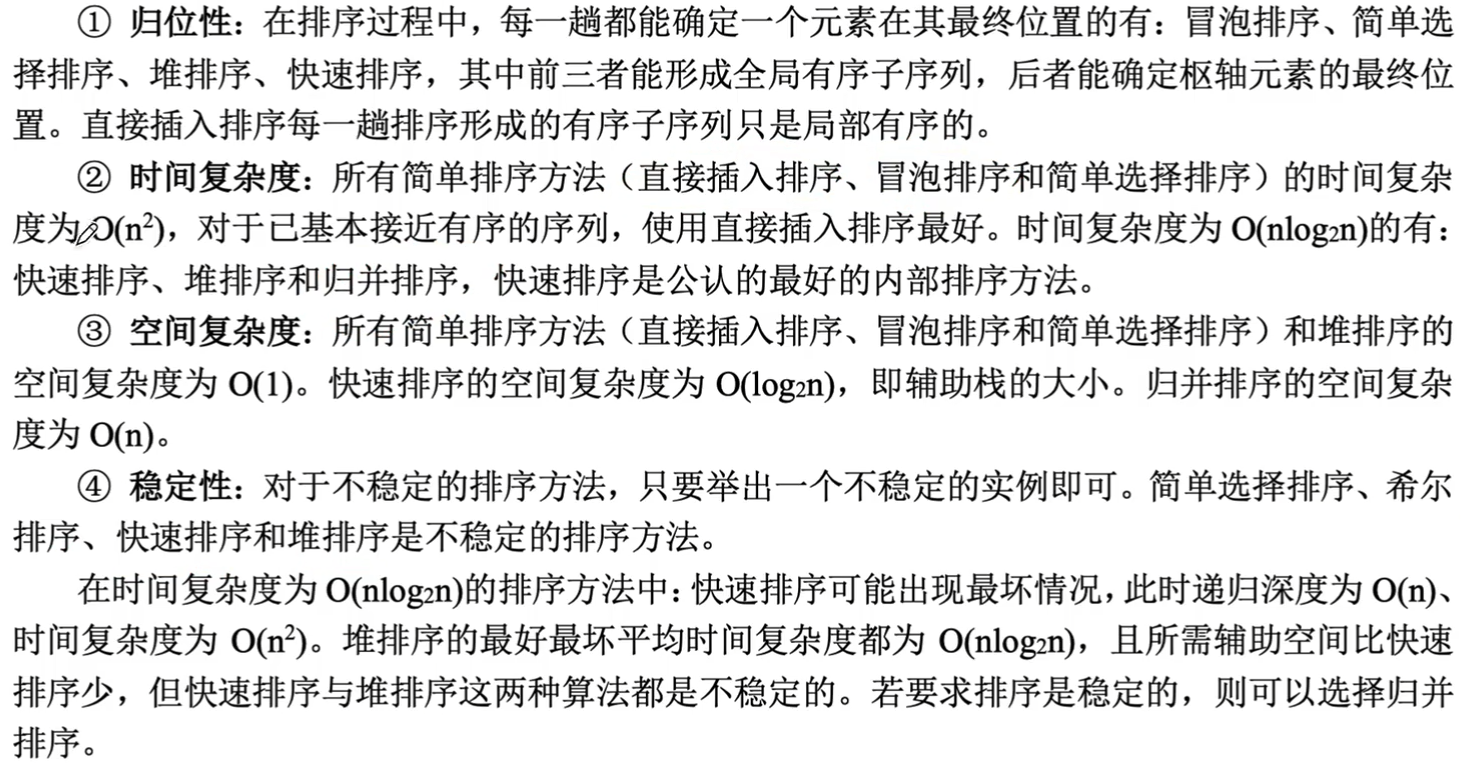 ① 归位性：在排序过程中，每一趟都能确定一个元素在其最终位置的有：冒泡排序、简单选
择排序、堆排序、快速排序，其中前三者能形成全局有序子序列，后者能确定枢轴元素的最终位
置。直接插入排序每一趟排序形成的有序子序列只是局部有序的。
② 时间复杂度：所有简单排序方法（直接插入排序、冒泡排序和简单选择排序）的时间复杂
度为O(n²)，对于已基本接近有序的序列，使用直接插入排序最好。时间复杂度为 O(nlog₂n)的有：
快速排序、堆排序和归并排序，快速排序是公认的最好的内部排序方法。
③ 空间复杂度：所有简单排序方法（直接插入排序、冒泡排序和简单选择排序）和堆排序的
空间复杂度为 O(1)。快速排序的空间复杂度为 O(log₂n)，即辅助栈的大小。归并排序的空间复杂
度为 O(n)。
④ 稳定性：对于不稳定的排序方法，只要举出一个不稳定的实例即可。简单选择排序、希尔
排序、快速排序和堆排序是不稳定的排序方法。
在时间复杂度为 O(nlog₂n)的排序方法中：快速排序可能出现最坏情况，此时递归深度为 O(n)、
时间复杂度为 O(n²)。堆排序的最好最坏平均时间复杂度都为 O(nlog₂n)，且所需辅助空间比快速
排序少，但快速排序与堆排序这两种算法都是不稳定的。若要求排序是稳定的，则可以选择归并
排序。